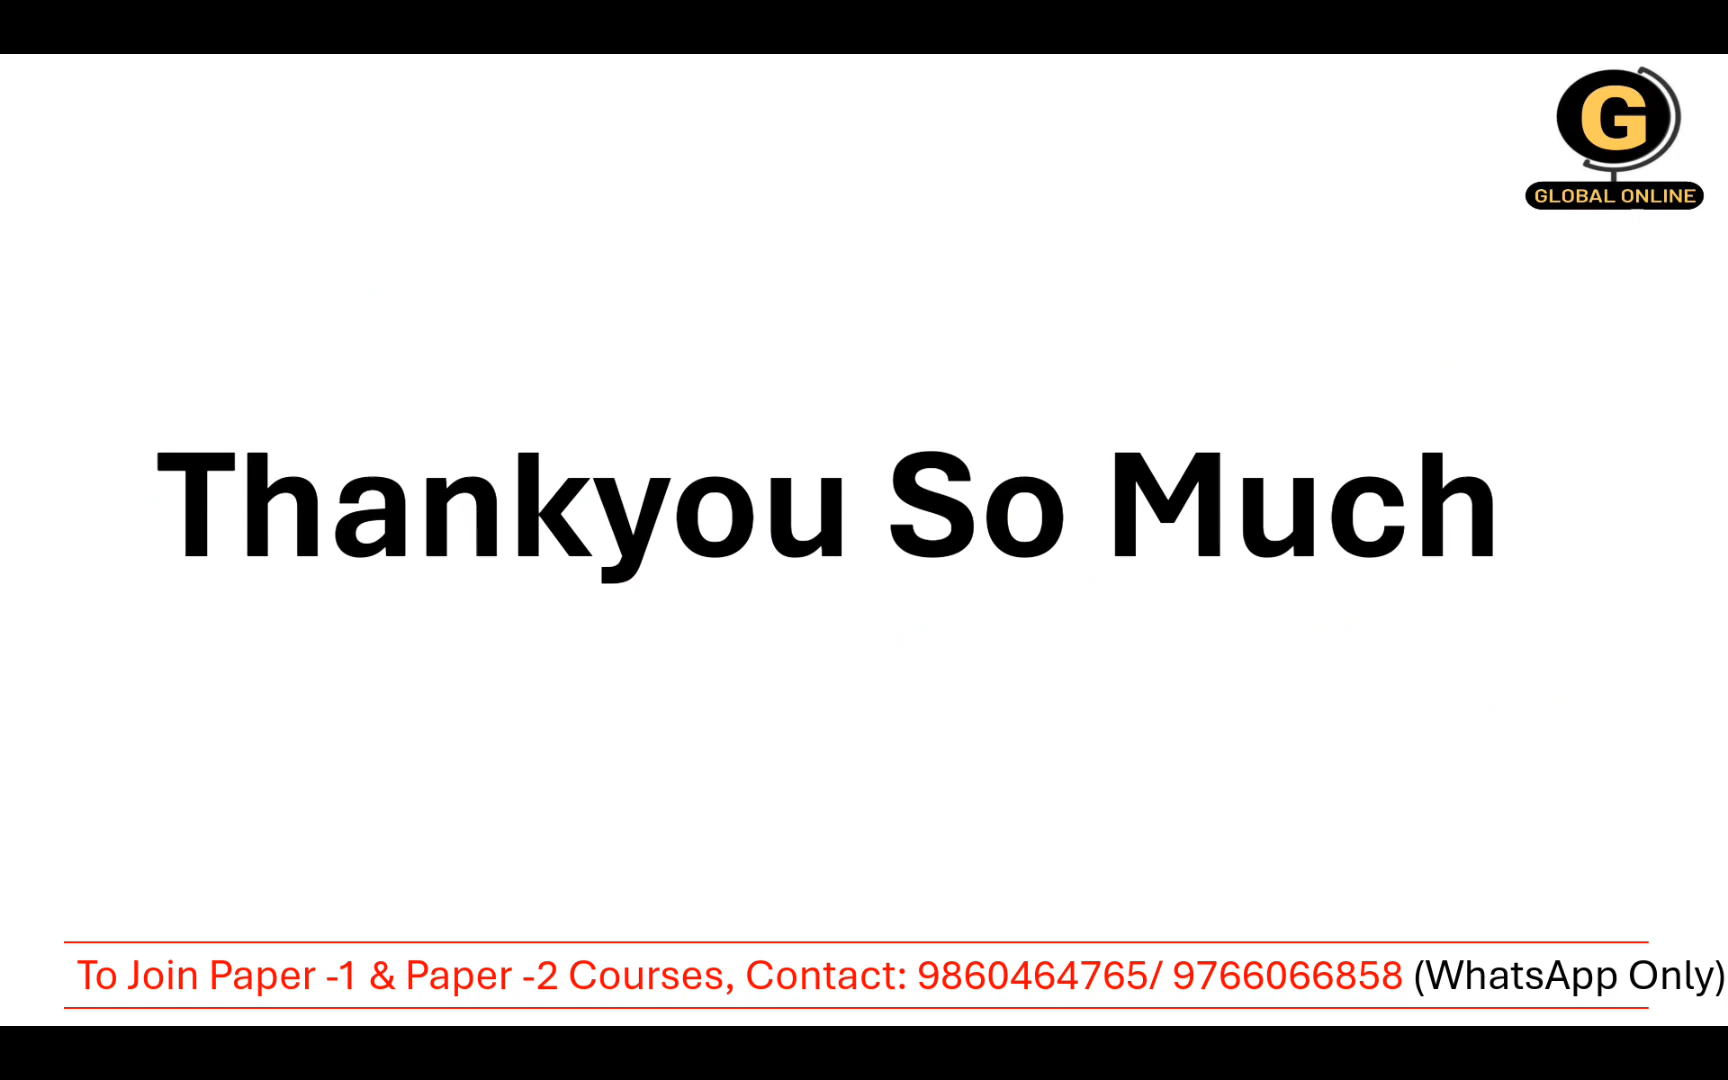 G
GLOBAL ONLINE
Thankyou So Much
To Join Paper -1 & Paper -2 Courses, Contact: 9860464765/ 9766066858 (WhatsApp Only)